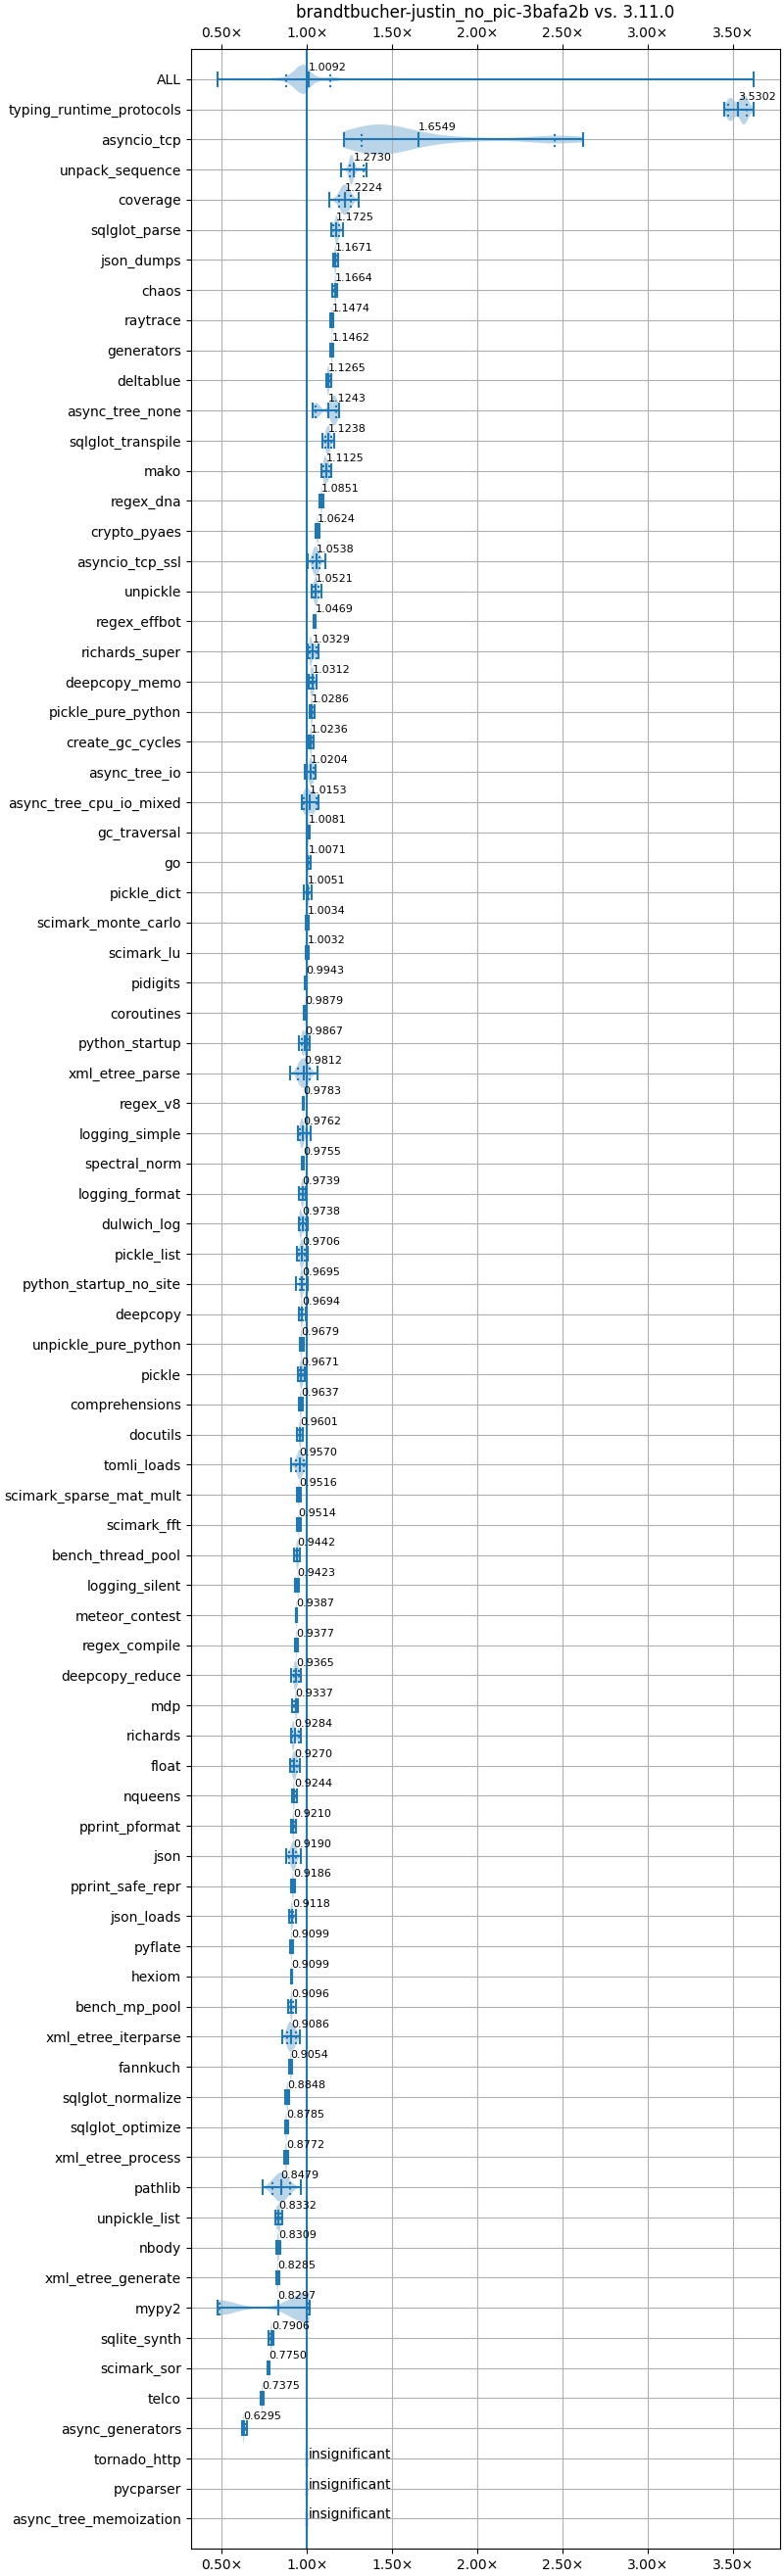 brandtbucher-justin_no_pic-3bafa2b vs. 3.11.0
0.50× 1.00× 1.50× 2.00× 2.50× 3.00× 3.50×
ALL 1.0092
typing_runtime_protocols 3.5302
asyncio_tcp 1.6549
unpack_sequence 1.2730
coverage 1.2224
sqlglot_parse 1.1725
json_dumps 1.1671
chaos 1.1664
raytrace 1.1474
generators 1.1462
deltablue 1.1265
async_tree_none 1.1243
sqlglot_transpile 1.1238
mako 1.1125
regex_dna 1.0851
crypto_pyaes 1.0624
asyncio_tcp_ssl 1.0538
unpickle 1.0521
regex_effbot 1.0469
richards_super 1.0329
deepcopy_memo 1.0312
pickle_pure_python 1.0286
create_gc_cycles 1.0236
async_tree_io 1.0204
async_tree_cpu_io_mixed 1.0153
gc_traversal 1.0081
go 1.0071
pickle_dict 1.0051
scimark_monte_carlo 1.0034
scimark_lu 1.0032
pidigits 0.9943
coroutines 0.9879
python_startup 0.9867
xml_etree_parse 0.9812
regex_v8 0.9783
logging_simple 0.9762
spectral_norm 0.9755
logging_format 0.9739
dulwich_log 0.9738
pickle_list 0.9706
python_startup_no_site 0.9695
deepcopy 0.9694
unpickle_pure_python 0.9679
pickle 0.9671
comprehensions 0.9637
docutils 0.9601
tomli_loads 0.9570
scimark_sparse_mat_mult 0.9516
scimark_fft 0.9514
bench_thread_pool 0.9442
logging_silent 0.9423
meteor_contest 0.9387
regex_compile 0.9377
deepcopy_reduce 0.9365
mdp 0.9337
richards 0.9284
float 0.9270
nqueens 0.9244
pprint_pformat 0.9210
json 0.9190
pprint_safe_repr 0.9186
json_loads 0.9118
pyflate 0.9099
hexiom 0.9099
bench_mp_pool 0.9096
xml_etree_iterparse 0.9086
fannkuch 0.9054
sqlglot_normalize 0.8848
sqlglot_optimize 0.8785
xml_etree_process 0.8772
pathlib 0.8479
unpickle_list 0.8332
nbody 0.8309
xml_etree_generate 0.8285
mypy2 0.8297
sqlite_synth 0.7906
scimark_sor 0.7750
telco 0.7375
async_generators 0.6295
tornado_http insignificant
pycparser insignificant
async_tree_memoization insignificant
0.50× 1.00× 1.50× 2.00× 2.50× 3.00× 3.50×